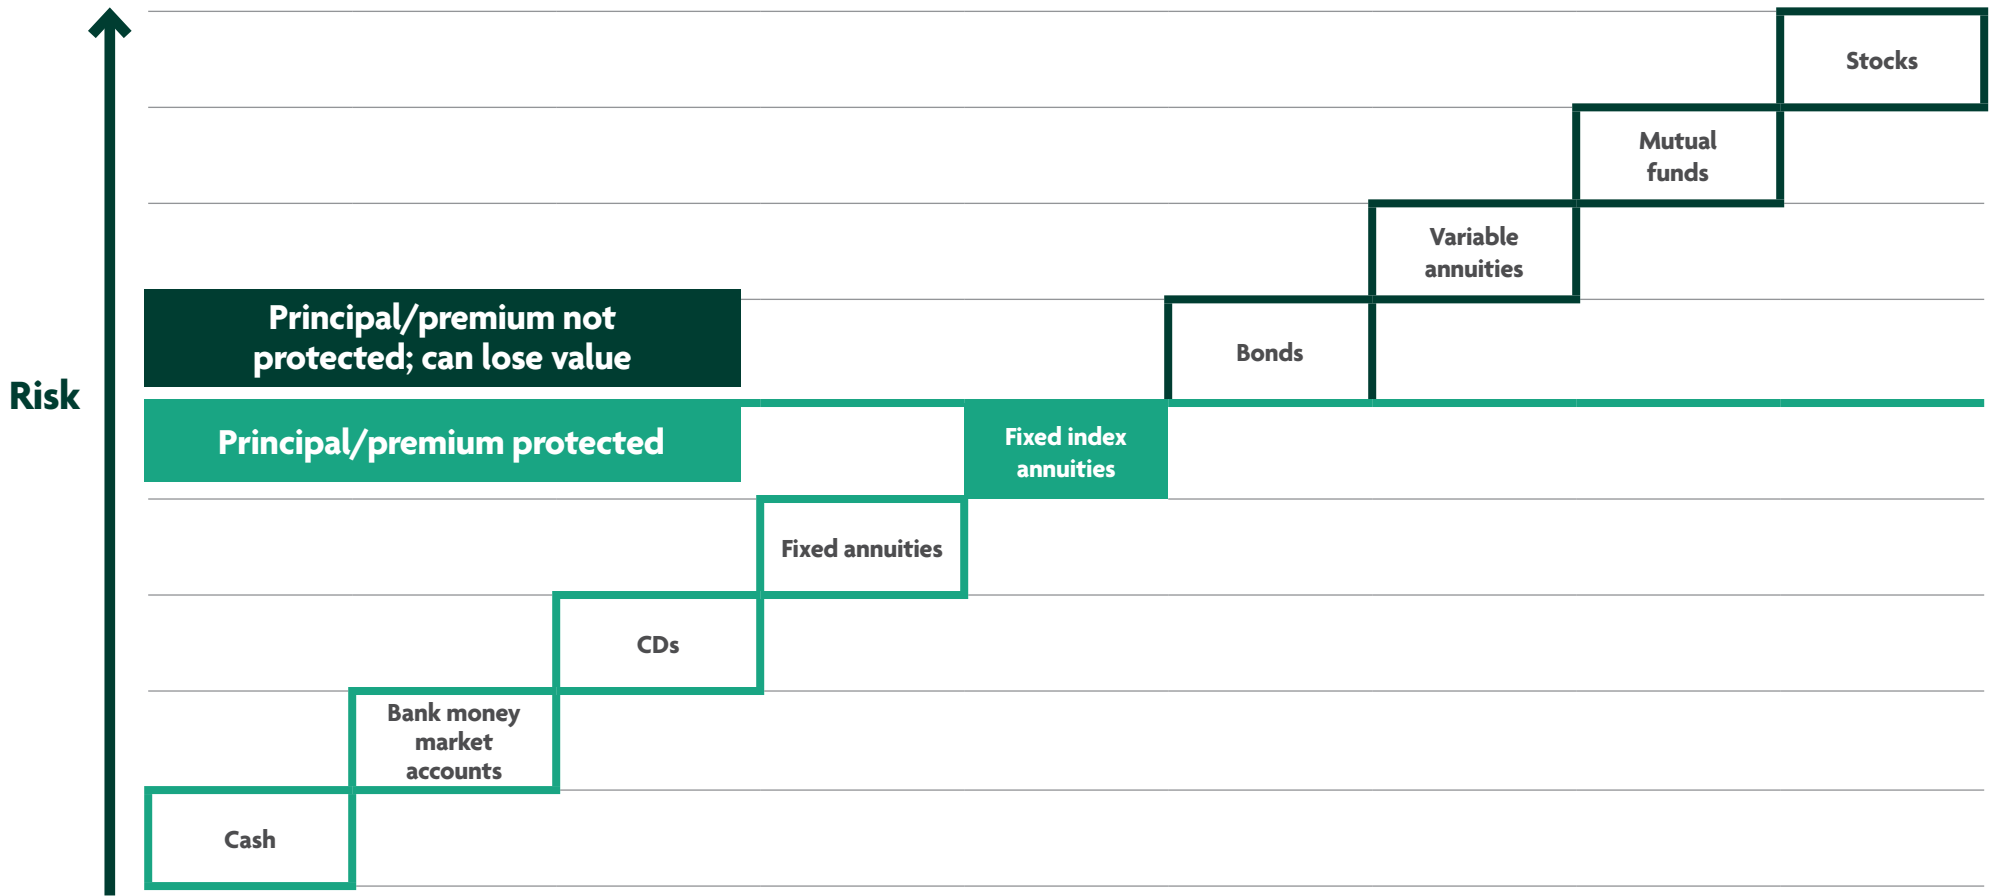 Stocks
Mutual
funds
Variable
annuities
Principal/premium not
protected; can lose value
Bonds
Risk
Principal/premium protected
Fixed index
annuities
Fixed annuities
CDs
Bank money
market
accounts
Cash